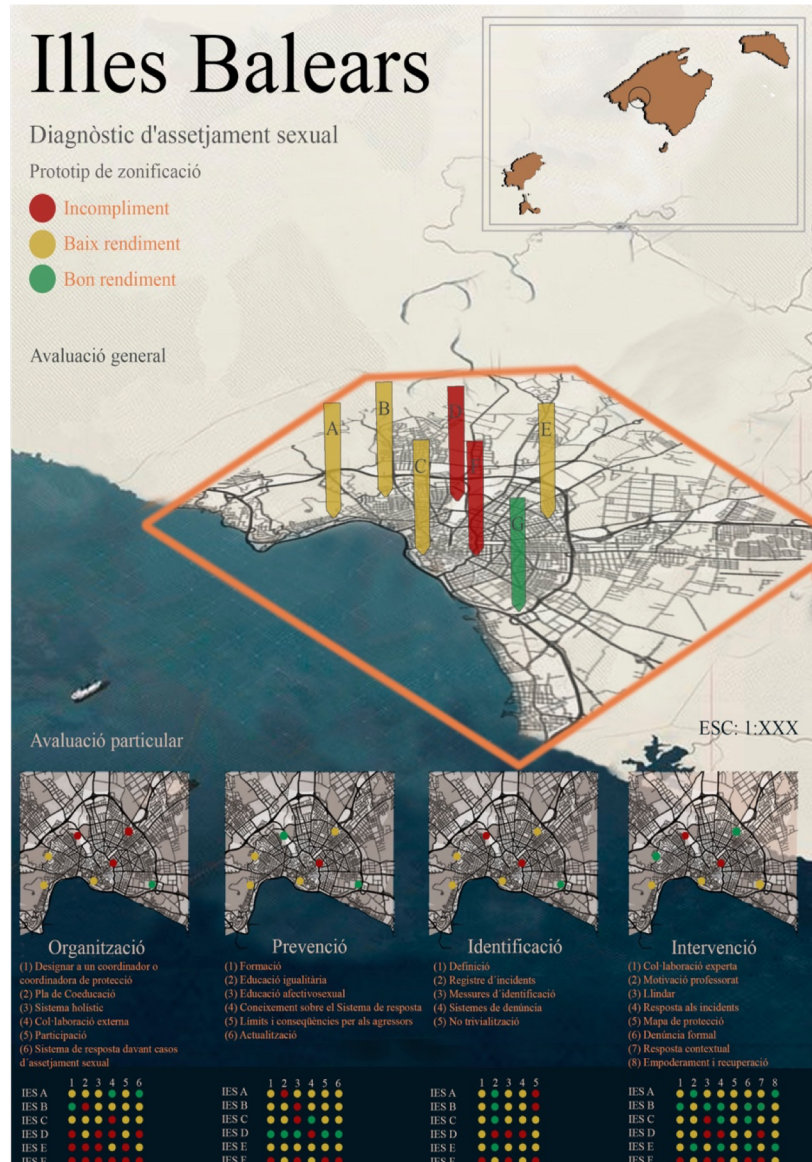 Illes Balears
Diagnòstic d'assetjament sexual
Prototip de zonificació
Incompliment
Baix rendiment
Bon rendiment
Avaluació general
A
B
C
D
E
G
Avaluació particular
ESC: 1:XXX
Organització
(1) Designar a un coordinador o
coordinadora de protecció
(2) Pla de Coeducació
(3) Sistema holístic
(4) Col·laboració externa
(5) Participació
(6) Sistema de resposta davant casos
d´assetjament sexual
1 2 3 4 5 6
IES A
IES B
IES C
IES D
IES E
IES F
Prevenció
(1) Formació
(2) Educació igualitària
(3) Educació afectivosexual
(4) Coneixement sobre el Sistema de resposta
(5) Límits i conseqüències per als agressors
(6) Actualització
1 2 3 4 5 6
IES A
IES B
IES C
IES D
IES E
IES F
Identificació
(1) Definició
(2) Registre d´incidents
(3) Messures d´identificació
(4) Sistemes de denúncia
(5) No trivialització
1 2 3 4 5
IES A
IES B
IES C
IES D
IES E
IES F
Intervenció
(1) Col·laboració experta
(2) Motivació professorat
(3) Llindar
(4) Resposta als incidents
(5) Mapa de protecció
(6) Denúncia formal
(7) Resposta contextual
(8) Empoderament i recuperació
1 2 3 4 5 6 7 8
IES A
IES B
IES C
IES D
IES E
IES F